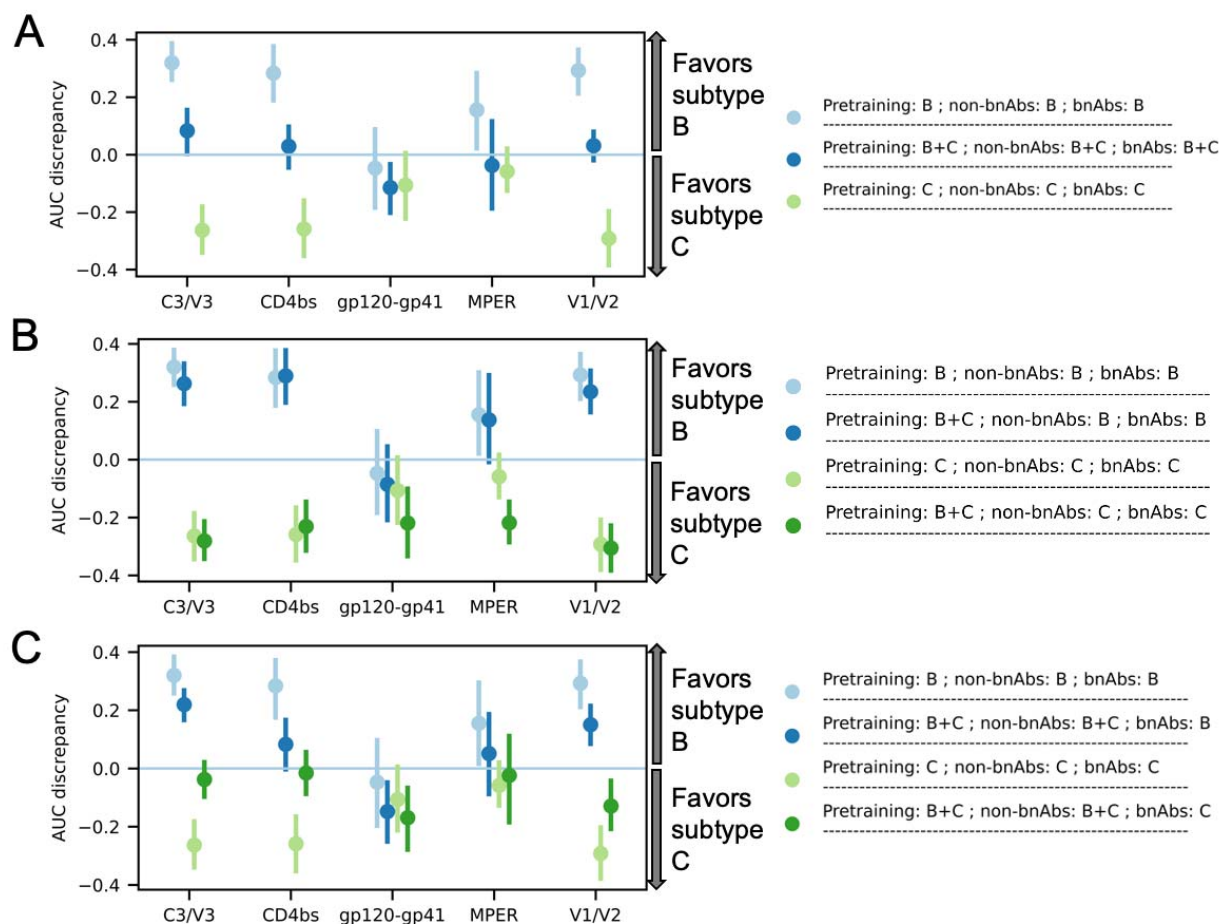 A
AUC discrepancy
0.4
0.2
0.0
−0.2
−0.4
C3/V3 CD4bs gp120-gp41 MPER V1/V2
Favors
subtype
B
Favors
subtype
C
Pretraining: B ; non-bnAbs: B ; bnAbs: B
Pretraining: B+C ; non-bnAbs: B+C ; bnAbs: B+C
Pretraining: C ; non-bnAbs: C ; bnAbs: C
B
AUC discrepancy
0.4
0.2
0.0
−0.2
−0.4
C3/V3 CD4bs gp120-gp41 MPER V1/V2
Favors
subtype
B
Favors
subtype
C
Pretraining: B ; non-bnAbs: B ; bnAbs: B
Pretraining: B+C ; non-bnAbs: B ; bnAbs: B
Pretraining: C ; non-bnAbs: C ; bnAbs: C
Pretraining: B+C ; non-bnAbs: C ; bnAbs: C
C
AUC discrepancy
0.4
0.2
0.0
−0.2
−0.4
C3/V3 CD4bs gp120-gp41 MPER V1/V2
Favors
subtype
B
Favors
subtype
C
Pretraining: B ; non-bnAbs: B ; bnAbs: B
Pretraining: B+C ; non-bnAbs: B+C ; bnAbs: B
Pretraining: C ; non-bnAbs: C ; bnAbs: C
Pretraining: B+C ; non-bnAbs: B+C ; bnAbs: C